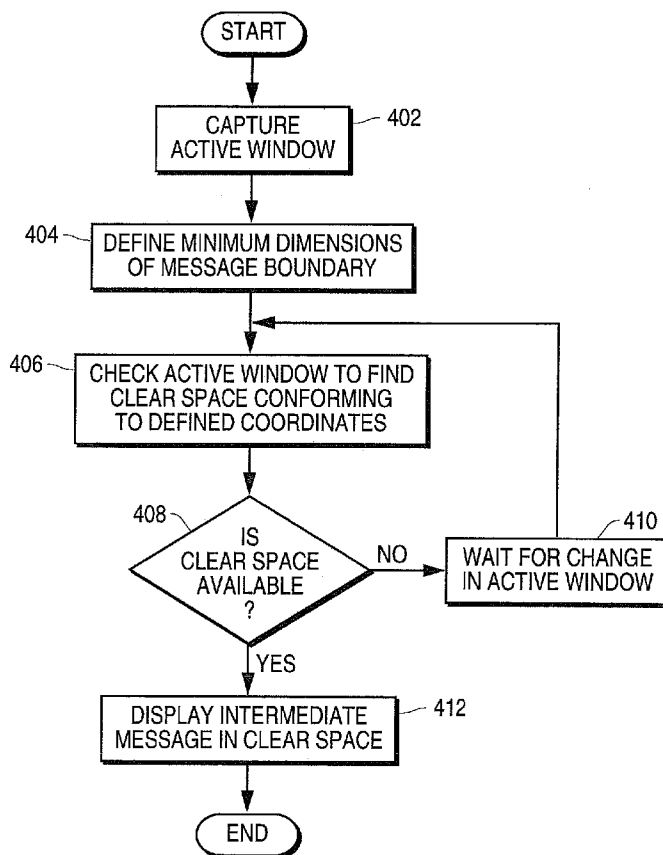 START
CAPTURE
ACTIVE WINDOW
402
404
DEFINE MINIMUM DIMENSIONS
OF MESSAGE BOUNDARY
406
CHECK ACTIVE WINDOW TO FIND
CLEAR SPACE CONFORMING
TO DEFINED COORDINATES
408
IS
CLEAR SPACE
AVAILABLE
?
NO
410
WAIT FOR CHANGE
IN ACTIVE WINDOW
YES
DISPLAY INTERMEDIATE
MESSAGE IN CLEAR SPACE
412
END